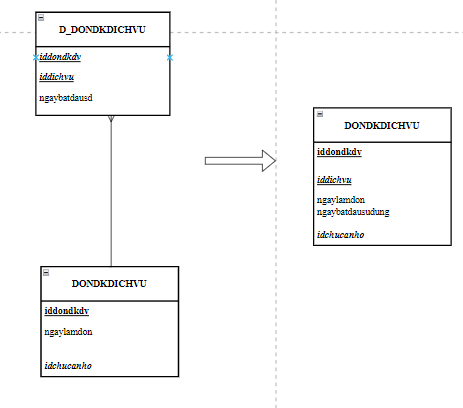 D_DONDKDICHVU
iddondkdv
iddichvu
ngaybatdausd
DONDKDICHVU
iddondkdv
ngaylamdon
idchucanho
DONDKDICHVU
iddondkdv
iddichvu
ngaylamdon
ngaybatdausudung
idchucanho